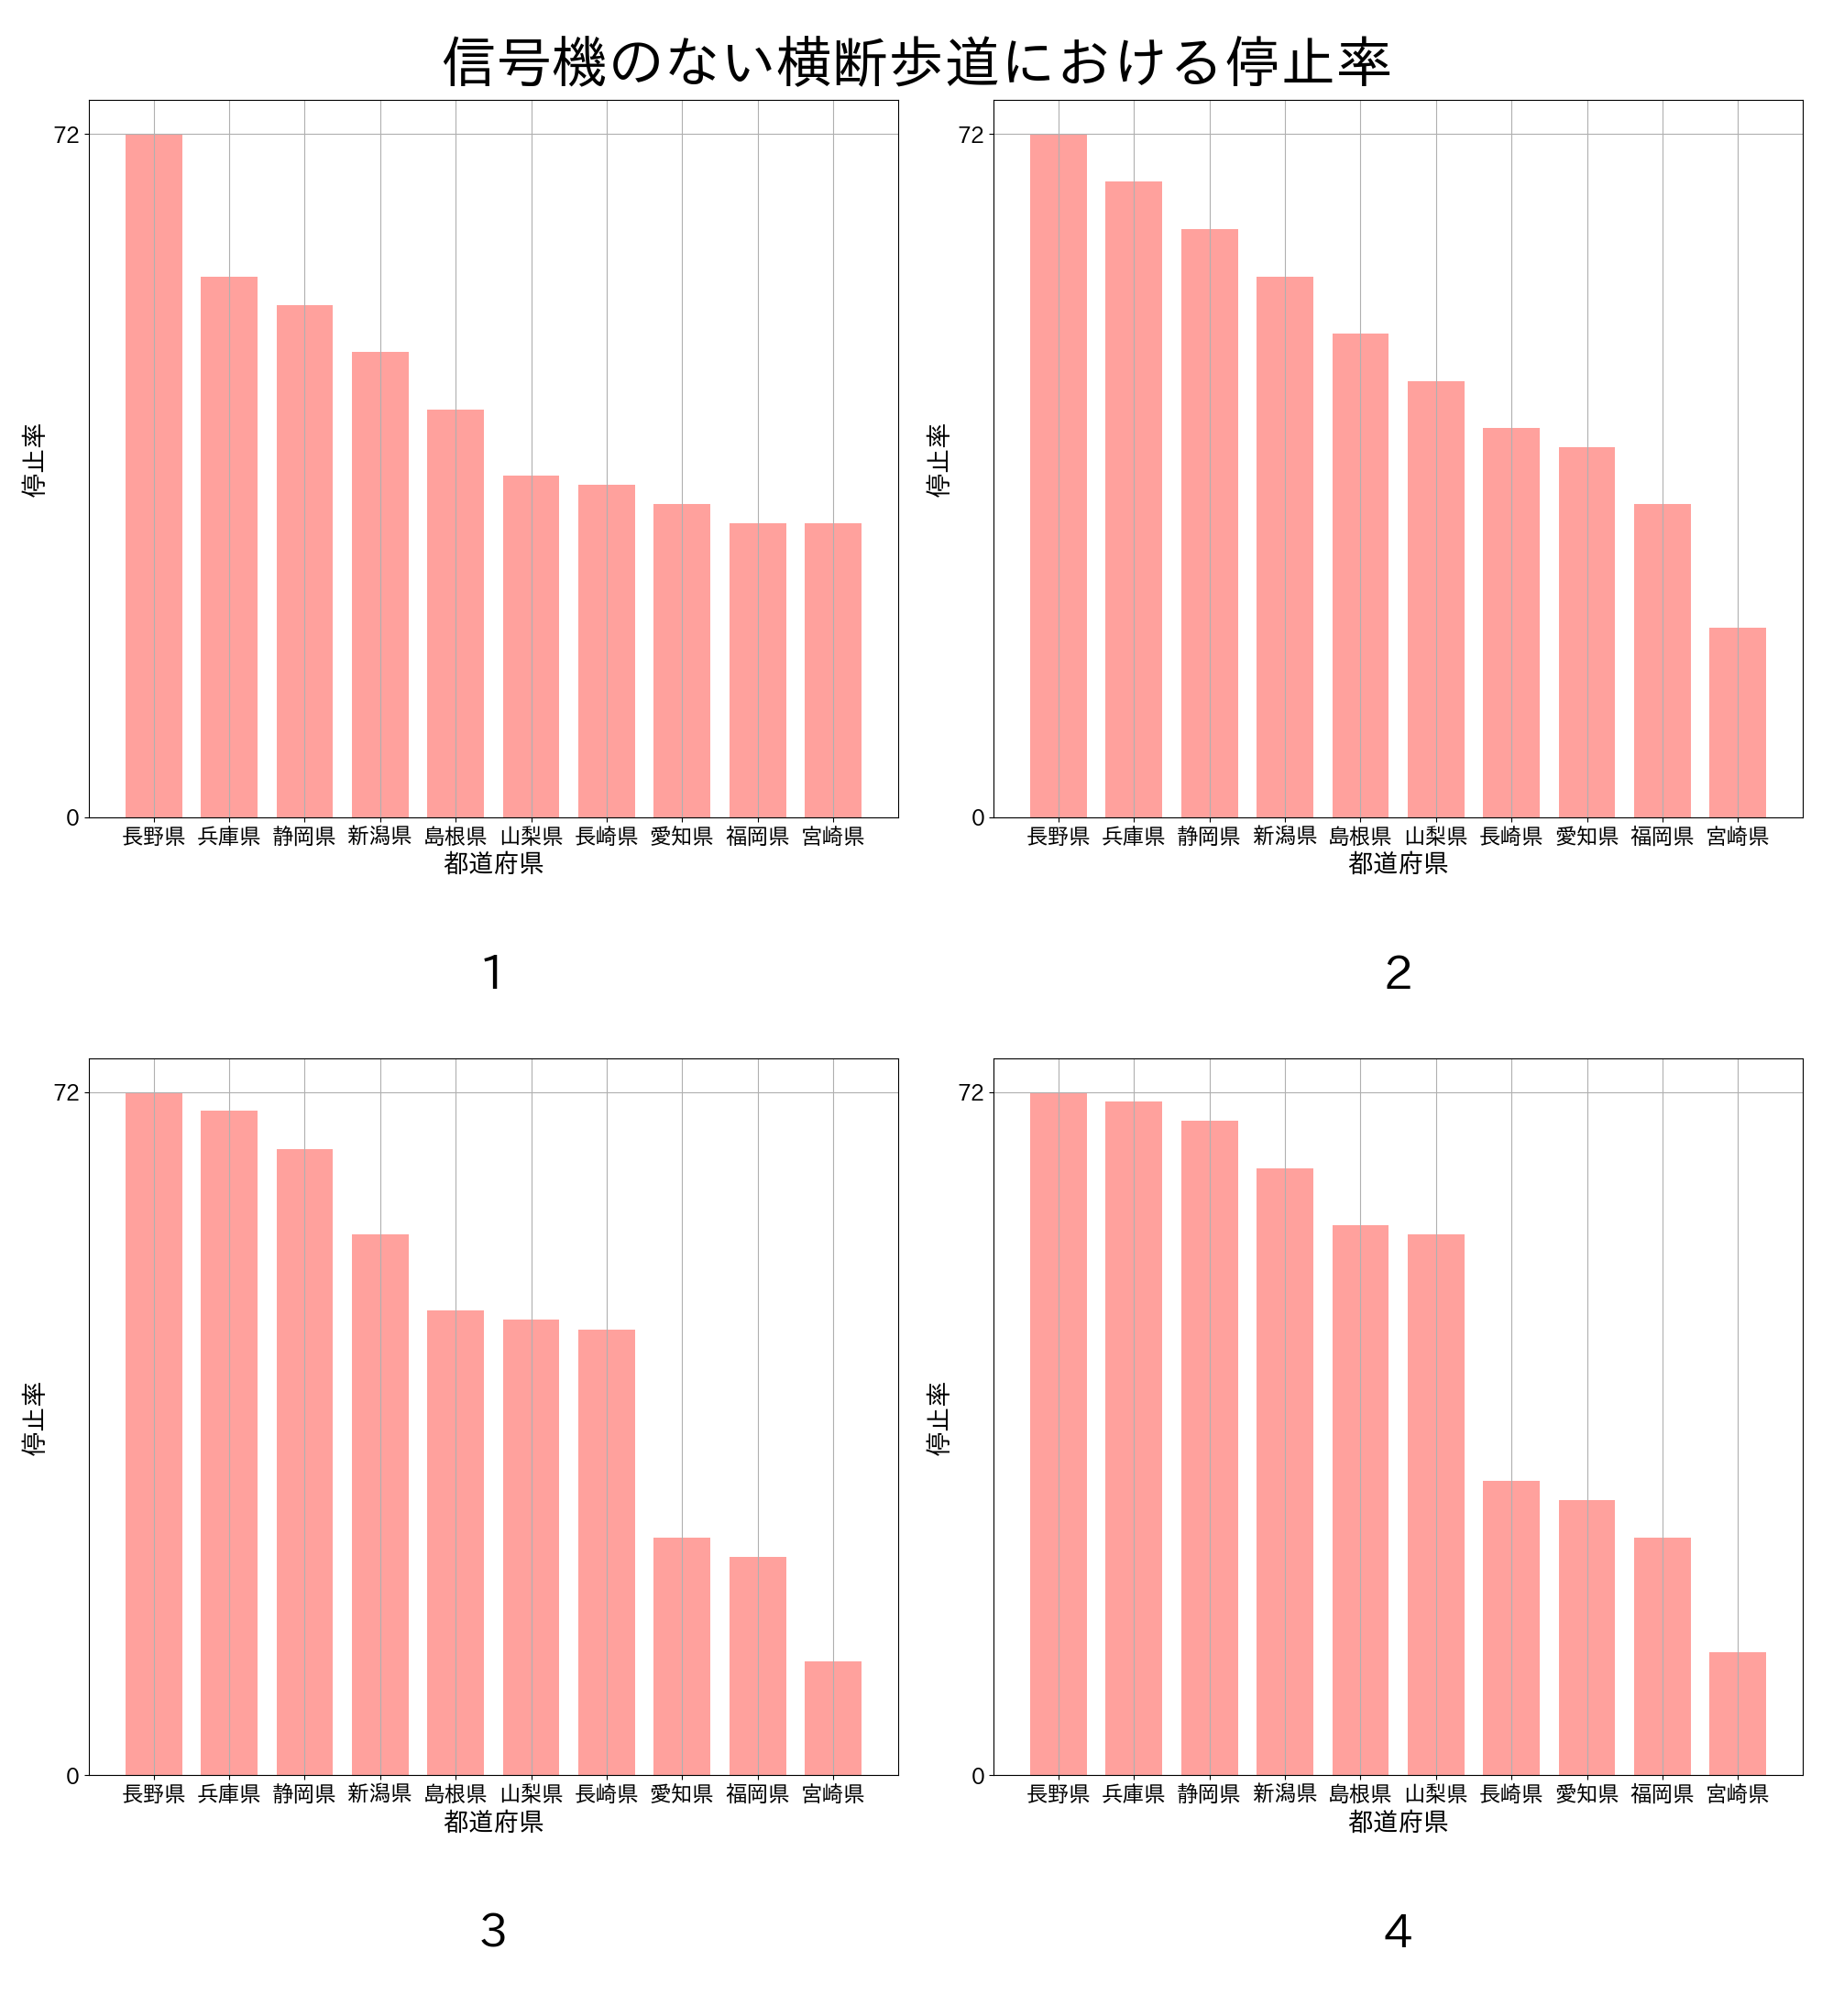 信号機のない横断歩道における停止率
72
0
停止率
長野県 兵庫県 静岡県 新潟県 島根県 山梨県 長崎県 愛知県 福岡県 宮崎県
都道府県
1
72
0
停止率
長野県 兵庫県 静岡県 新潟県 島根県 山梨県 長崎県 愛知県 福岡県 宮崎県
都道府県
2
72
0
停止率
長野県 兵庫県 静岡県 新潟県 島根県 山梨県 長崎県 愛知県 福岡県 宮崎県
都道府県
3
72
0
停止率
長野県 兵庫県 静岡県 新潟県 島根県 山梨県 長崎県 愛知県 福岡県 宮崎県
都道府県
4